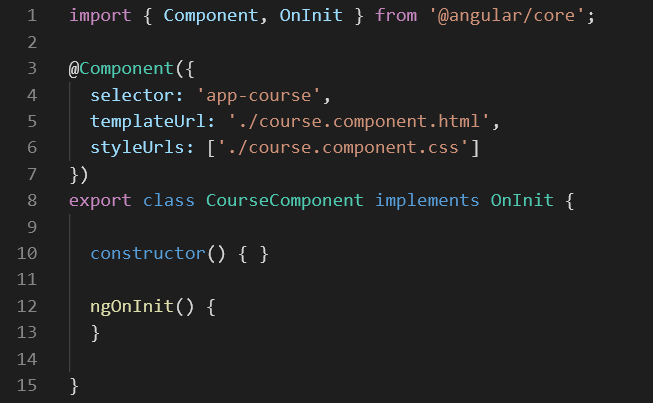 1 import { Component, OnInit } from '@angular/core';
2
3 @Component({
4   selector: 'app-course',
5   templateUrl: './course.component.html',
6   styleUrls: ['./course.component.css']
7 })
8 export class CourseComponent implements OnInit {
9
10   constructor() { }
11
12   ngOnInit() {
13   }
14
15 }